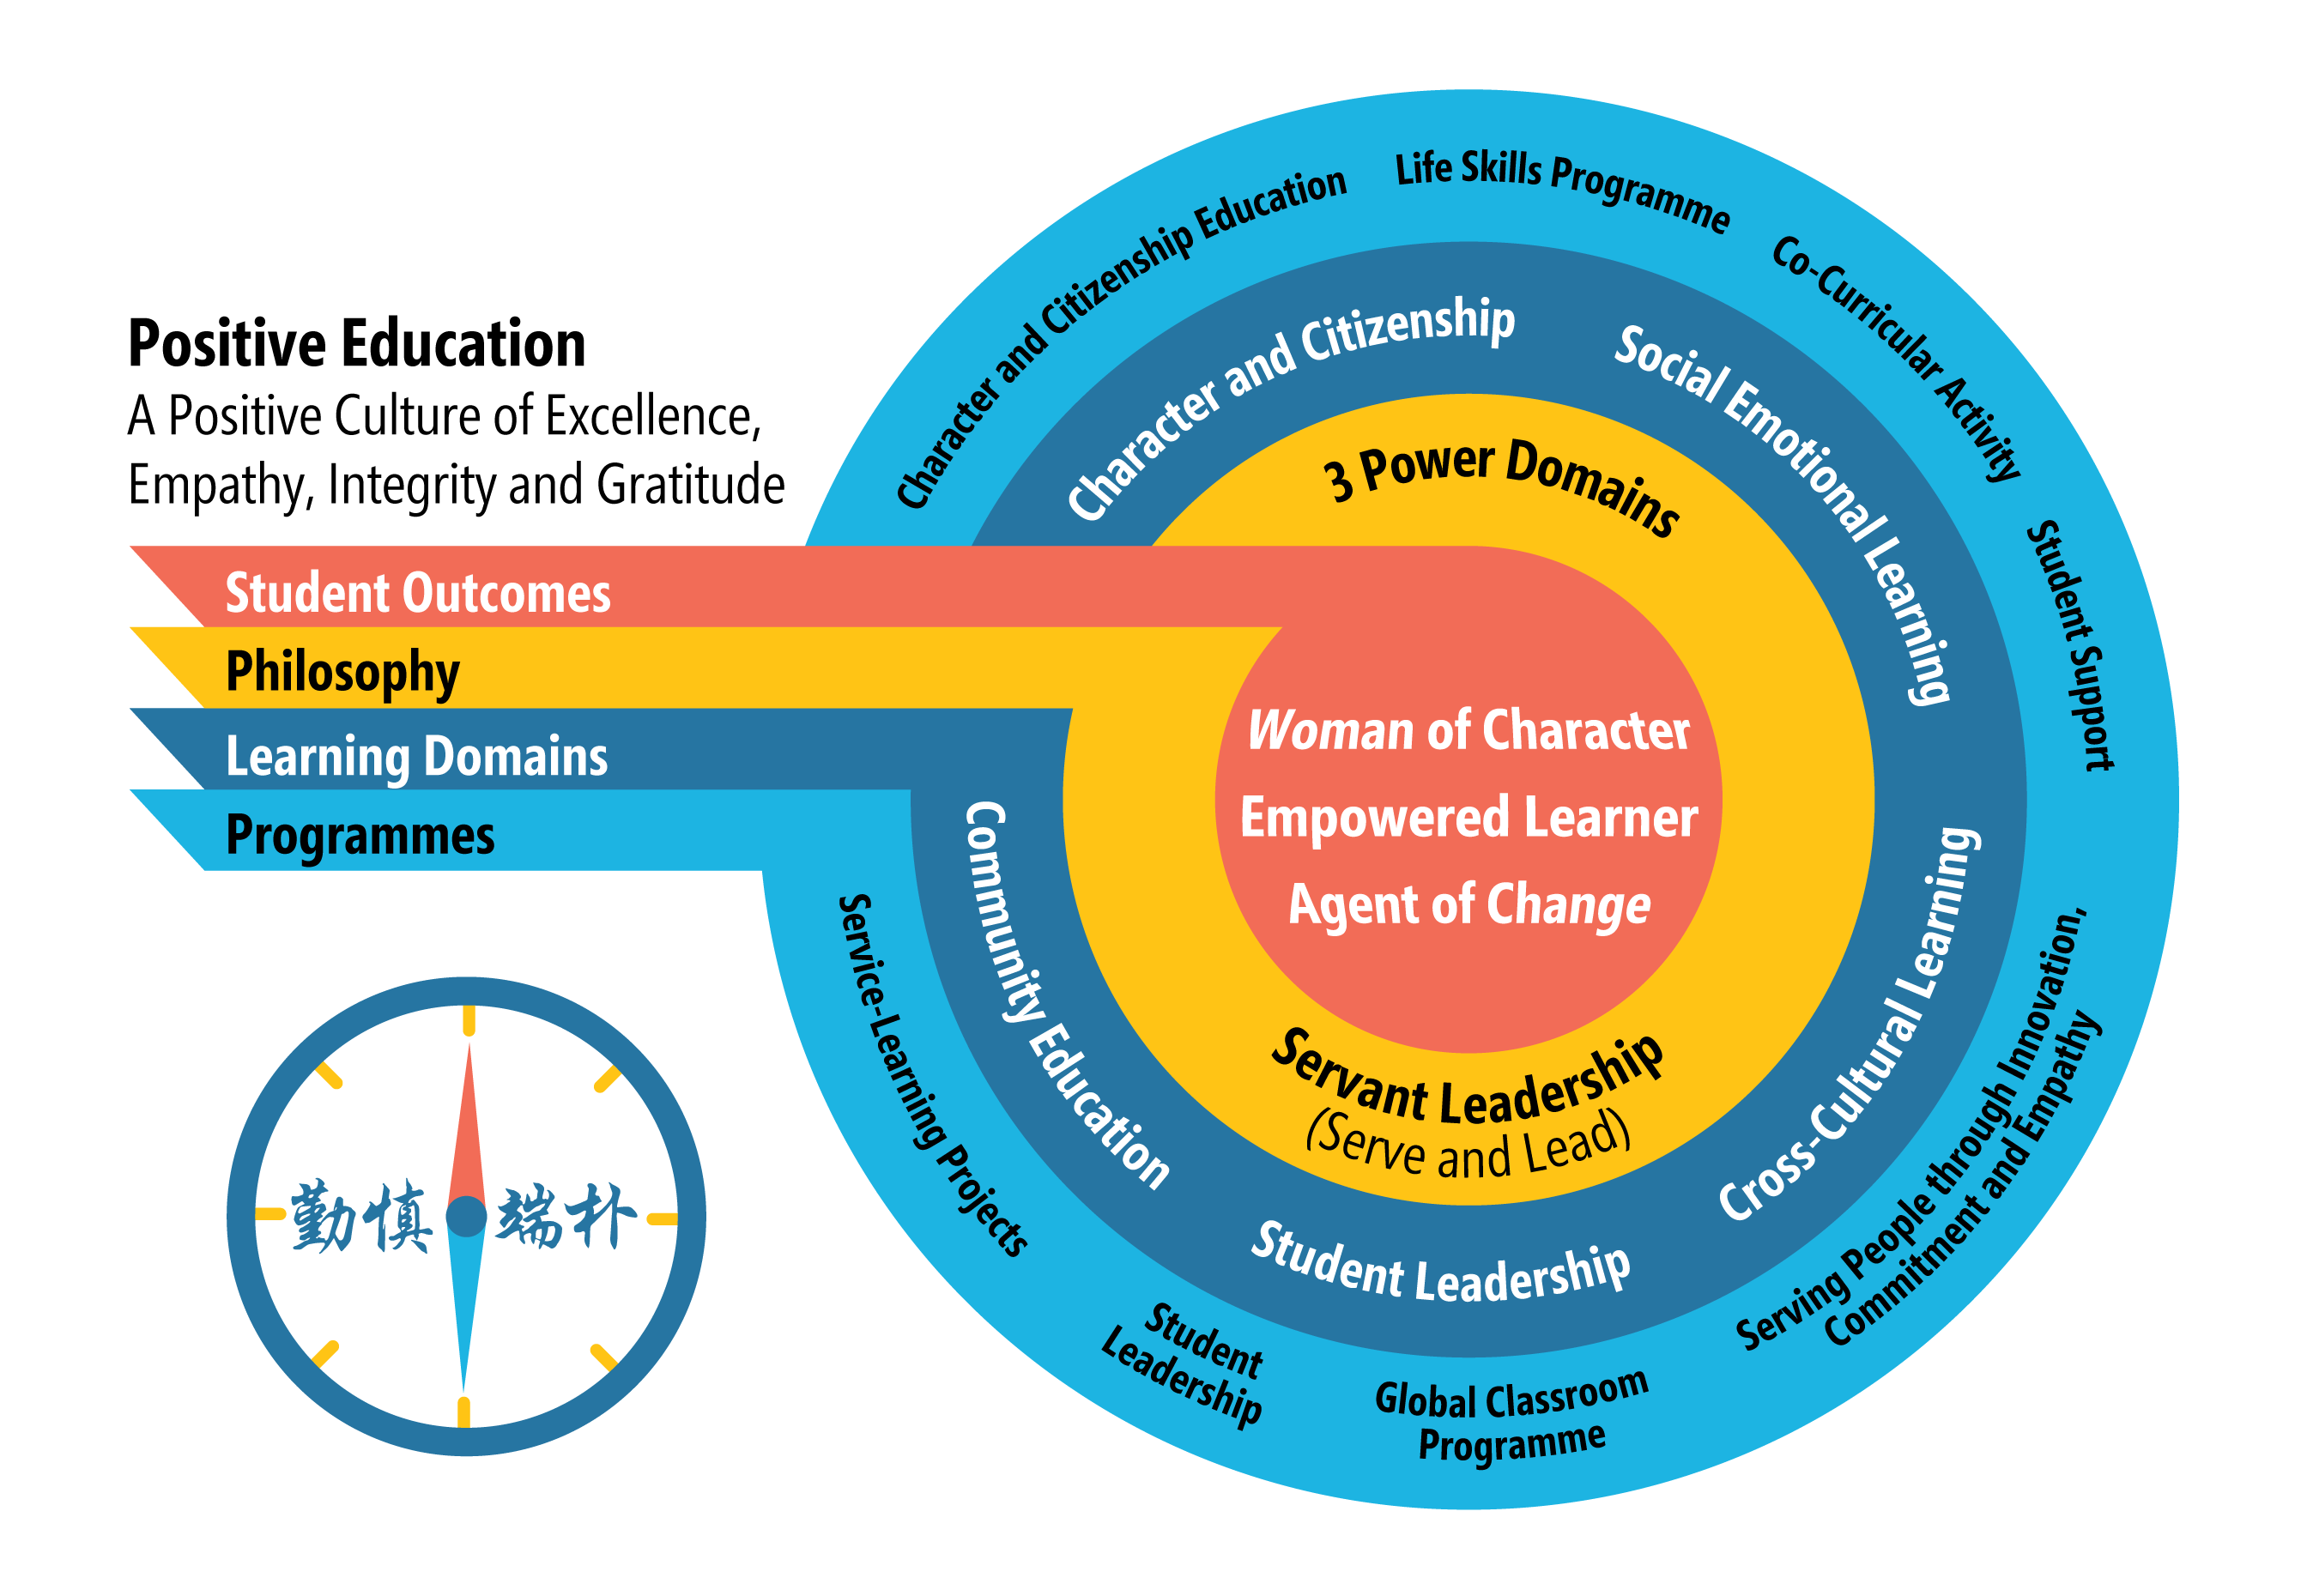 Positive Education
A Positive Culture of Excellence,
Empathy, Integrity and Gratitude
Student Outcomes
Philosophy
Learning Domains
Programmes
Character and Citizenship Education
Life Skills Programme
Co-Curricular Activity
Student Support
Serving People through Innovation,
Commitment and Empathy
Global Classroom
Programme
Student
Leadership
Service-Learning Projects
Character and Citizenship
Social Emotional Learning
Cross-Cultural Learning
Student Leadership
Community Education
3 Power Domains
Servant Leadership
(Serve and Lead)
Woman of Character
Empowered Learner
Agent of Change
勤慎端朴